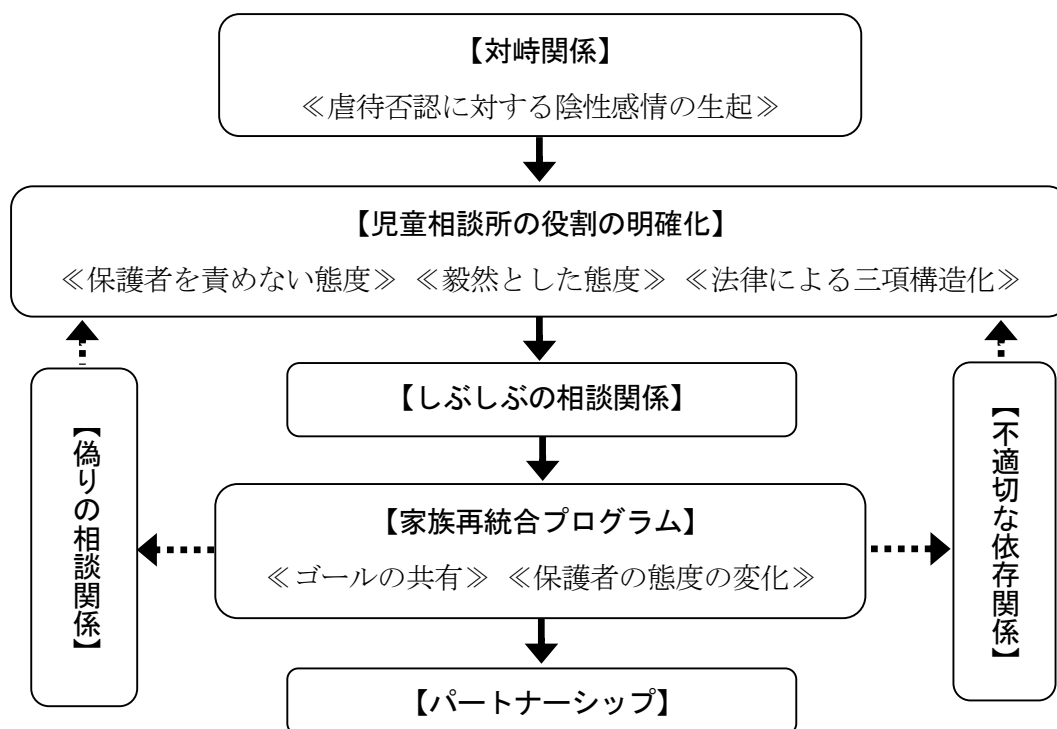 【対峙関係】
≪虐待否認に対する陰性感情の生起≫
【児童相談所の役割の明確化】
≪保護者を責めない態度≫ ≪毅然とした態度≫ ≪法律による三項構造化≫
【しぶしぶの相談関係】
【偽りの相談関係】
【不適切な依存関係】
【家族再統合プログラム】
≪ゴールの共有≫ ≪保護者の態度の変化≫
【パートナーシップ】